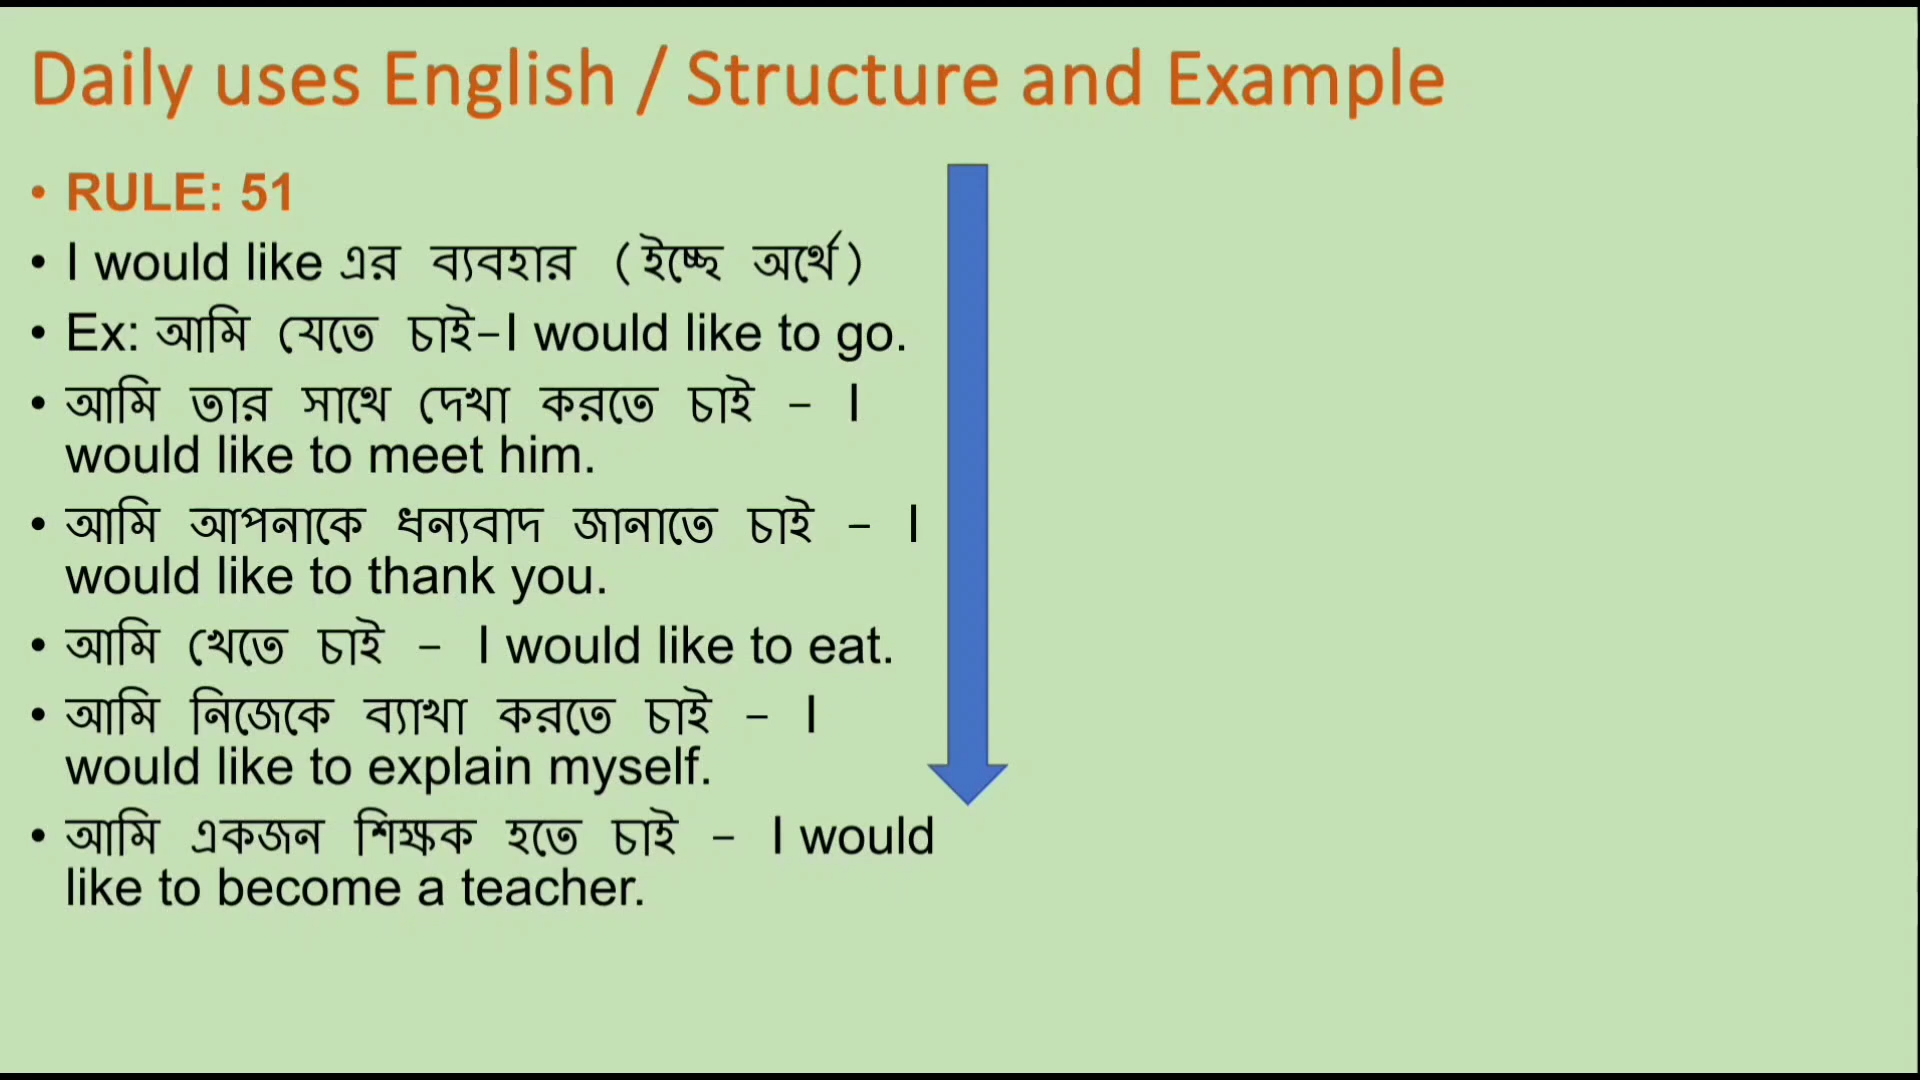 Daily uses English / Structure and Example
• RULE: 51
• I would like এর ব্যবহার (ইচ্ছে অর্থে)
• Ex: আমি যেতে চাই-I would like to go.
• আমি তার সাথে দেখা করতে চাই - I
would like to meet him.
• আমি আপনাকে ধন্যবাদ জানাতে চাই - I
would like to thank you.
• আমি খেতে চাই - I would like to eat.
• আমি নিজেকে ব্যাখা করতে চাই - I
would like to explain myself.
• আমি একজন শিক্ষক হতে চাই - I would
like to become a teacher.